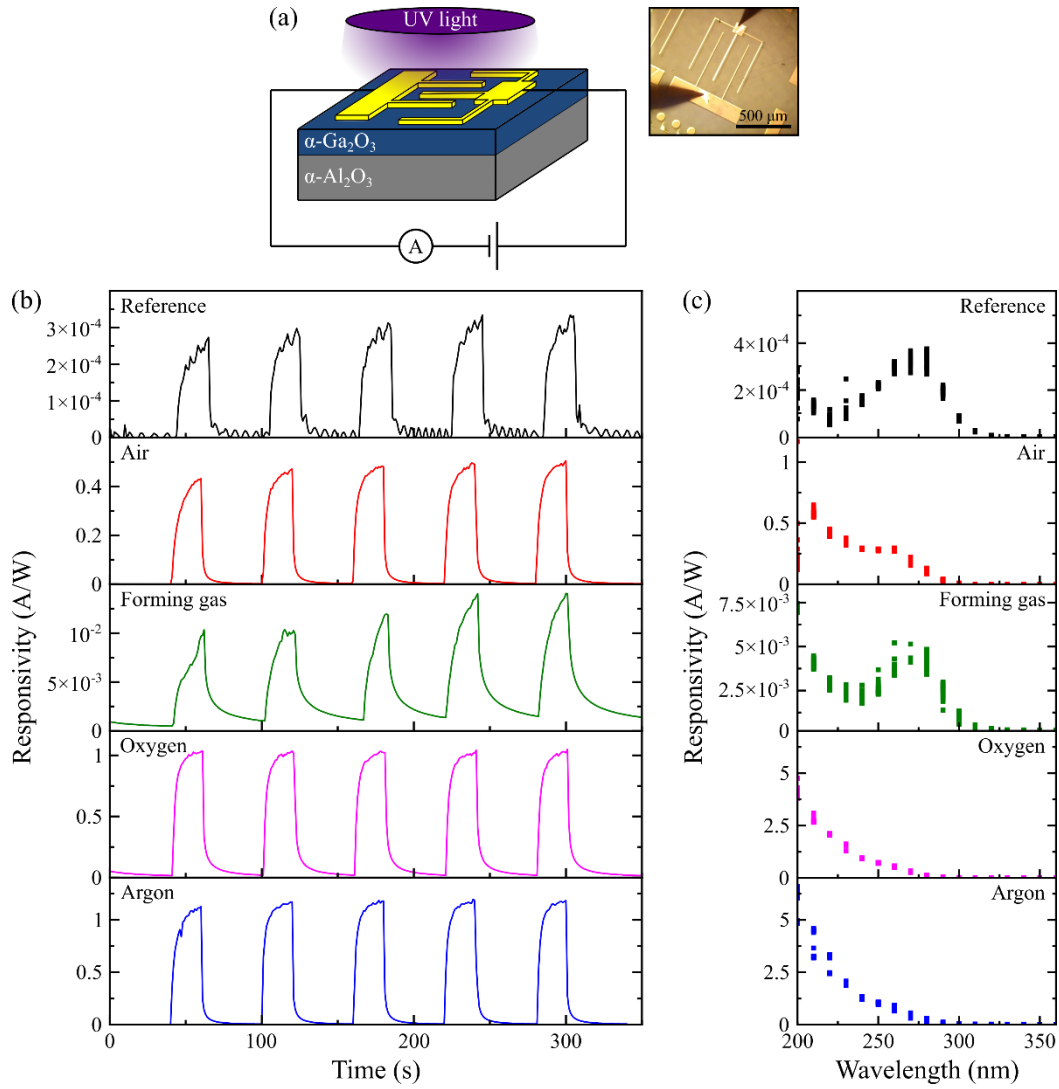 (a)
UV light
α-Ga₂O₃
α-Al₂O₃
A
500 μm
(b)
Responsivity (A/W)
Reference
3×10⁻⁴
2×10⁻⁴
1×10⁻⁴
0
Air
0.4
0.2
0
Forming gas
10⁻²
5×10⁻³
0
Oxygen
1
0.5
0
Argon
1
0.5
0
0 100 200 300
Time (s)
(c)
Responsivity (A/W)
Reference
4×10⁻⁴
2×10⁻⁴
0
Air
1
0.5
0
Forming gas
7.5×10⁻³
5×10⁻³
2.5×10⁻³
0
Oxygen
5
2.5
0
Argon
5
2.5
0
200 250 300 350
Wavelength (nm)